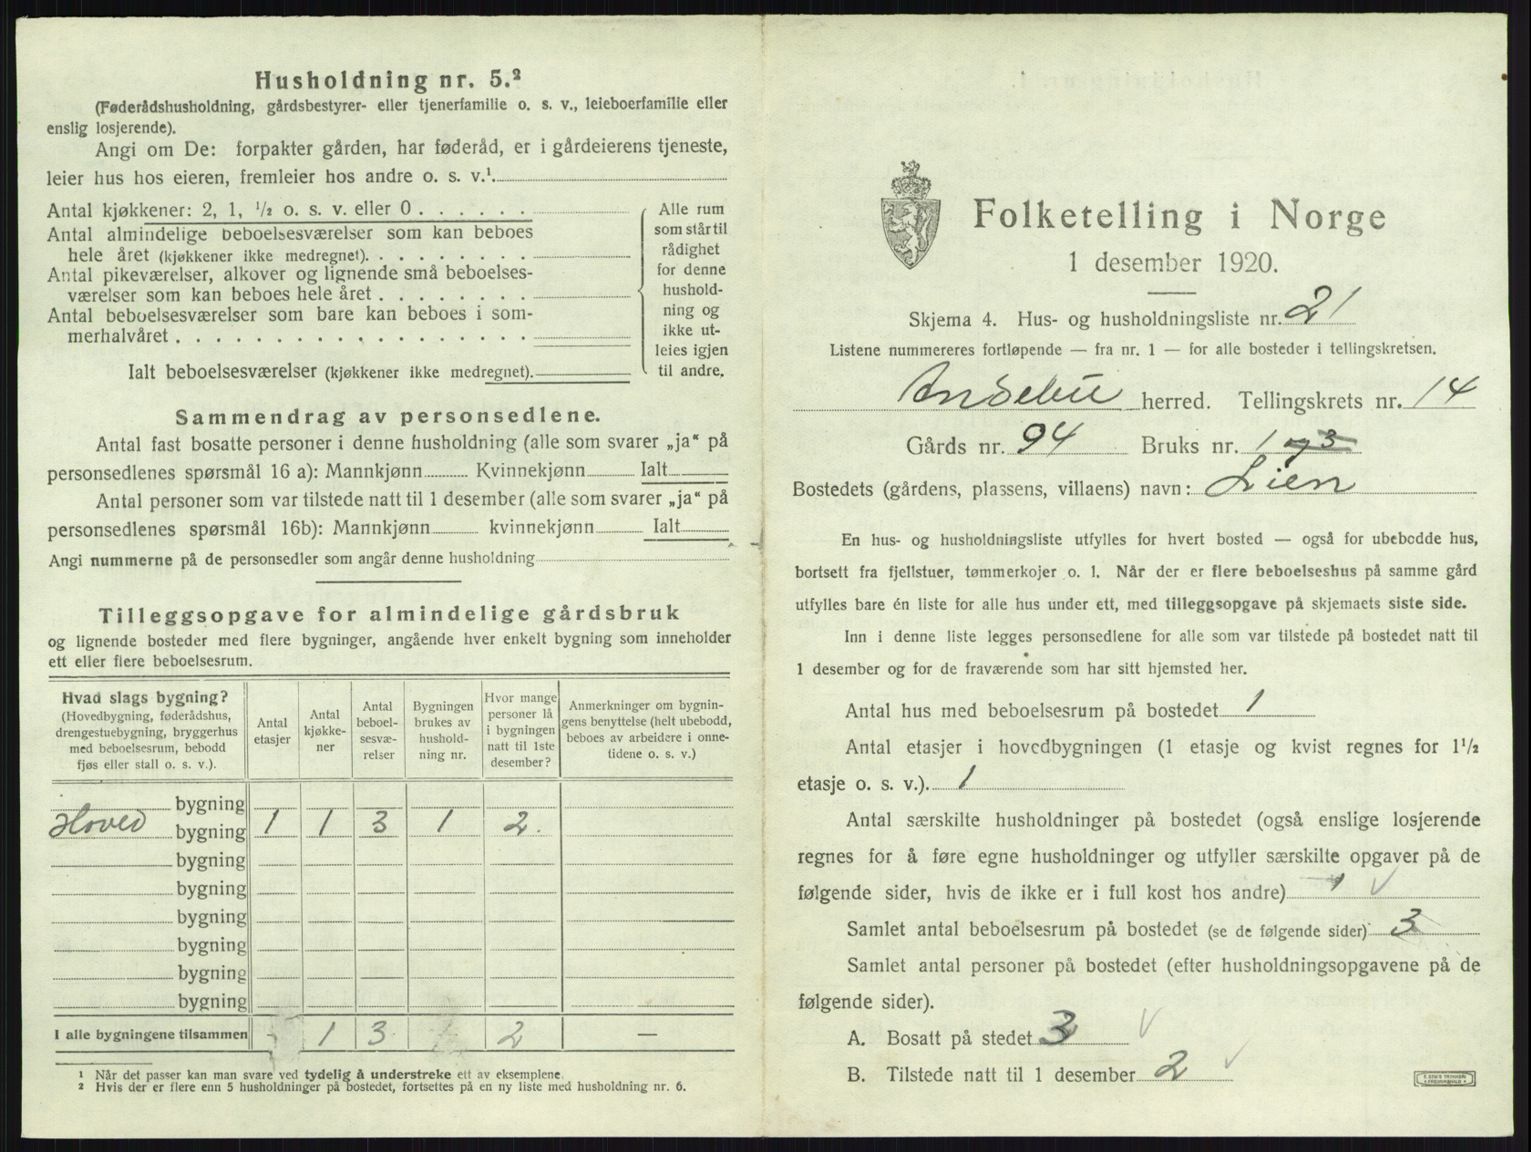 Husholdning nr. 5.²
(Føderådshusholdning, gårdsbestyrer- eller tjenerfamilie o. s. v., leieboerfamilie eller
enslig losjerende).
Angi om De: forpakter gården, har føderåd, er i gårdeierens tjeneste,
leier hus hos eieren, fremleier hos andre o. s. v.¹
Antal kjøkkener: 2, 1, ½ o. s. v. eller 0
Antal almindelige beboelsesværelser som kan beboes
hele året (kjøkkener ikke medregnet).
Antal pikeværelser, alkover og lignende små beboelses-
værelser som kan beboes hele året
Antal beboelsesværelser som bare kan beboes i som-
merhalvåret
Ialt beboelsesværelser (kjøkkener ikke medregnet).
Alle rum
som står til
rådighet
for denne
hushold-
ning og
ikke ut-
leies igjen
til andre.
Sammendrag av personsedlene.
Antal fast bosatte personer i denne husholdning (alle som svarer „ja“ på
personsedlenes spørsmål 16 a): Mannkjønn Kvinnekjønn Ialt
Antal personer som var tilstede natt til 1 desember (alle som svarer „ja“ på
personsedlenes spørsmål 16b): Mannkjønn kvinnekjønn Ialt
Angi nummerne på de personsedler som angår denne husholdning
Tilleggsopgave for almindelige gårdsbruk
og lignende bosteder med flere bygninger, angående hver enkelt bygning som inneholder
ett eller flere beboelsesrum.
Hvad slags bygning?
(Hovedbygning, føderådshus,
drengestuebygning, bryggerhus
med beboelsesrum, bebodd
fjøs eller stall o. s. v.).
Antal
etasjer
Antal
kjøkke-
ner
Antal
beboel-
sesvæ-
relser
Bygningen
brukes av
hushold-
ning nr.
Hvor mange
personer lå
i bygningen
natt til 1ste
desember?
Anmerkninger om bygnin-
gens benyttelse (helt ubebodd,
beboes av arbeidere i onne-
tidene o. s. v.)
bygning
Hoved bygning 1 1 3 1 2
bygning
bygning
bygning
bygning
bygning
bygning
I alle bygningene tilsammen 1 3 2 —
¹ Når det passer kan man svare ved tydelig å understreke ett av eksemplene.
² Hvis der er flere enn 5 husholdninger på bostedet, fortsettes på en ny liste med husholdning nr. 6.
Folketelling i Norge
1 desember 1920.
Skjema 4. Hus- og husholdningsliste nr. 21
Listene nummereres fortløpende — fra nr. 1 — for alle bosteder i tellingskretsen.
Andebu herred. Tellingskrets nr. 14
Gårds nr. 94 Bruks nr. 1 og 3
Bostedets (gårdens, plassens, villaens) navn: Lien
En hus- og husholdningsliste utfylles for hvert bosted — også for ubebodde hus,
bortsett fra fjellstuer, tømmerkojer o. l. Når der er flere beboelseshus på samme gård
utfylles bare én liste for alle hus under ett, med tilleggsopgave på skjemaets siste side.
Inn i denne liste legges personsedlene for alle som var tilstede på bostedet natt til
1 desember og for de fraværende som har sitt hjemsted her.
Antal hus med beboelsesrum på bostedet 1
Antal etasjer i hovedbygningen (1 etasje og kvist regnes for 1½
etasje o. s. v.). 1
Antal særskilte husholdninger på bostedet (også enslige losjerende
regnes for å føre egne husholdninger og utfyller særskilte opgaver på de
følgende sider, hvis de ikke er i full kost hos andre) 1 ✓
Samlet antal beboelsesrum på bostedet (se de følgende sider) 3
Samlet antal personer på bostedet (efter husholdningsopgavene på de
følgende sider).
A. Bosatt på stedet 3 ✓
B. Tilstede natt til 1 desember 2 ✓